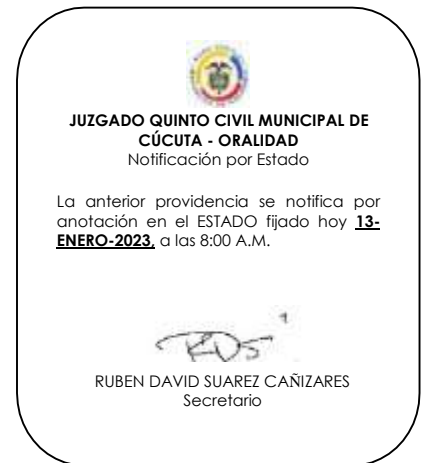 JUZGADO QUINTO CIVIL MUNICIPAL DE
CÚCUTA - ORALIDAD
Notificación por Estado
La anterior providencia se notifica por
anotación en el ESTADO fijado hoy 13-
ENERO-2023, a las 8:00 A.M.
RUBEN DAVID SUAREZ CAÑIZARES
Secretario